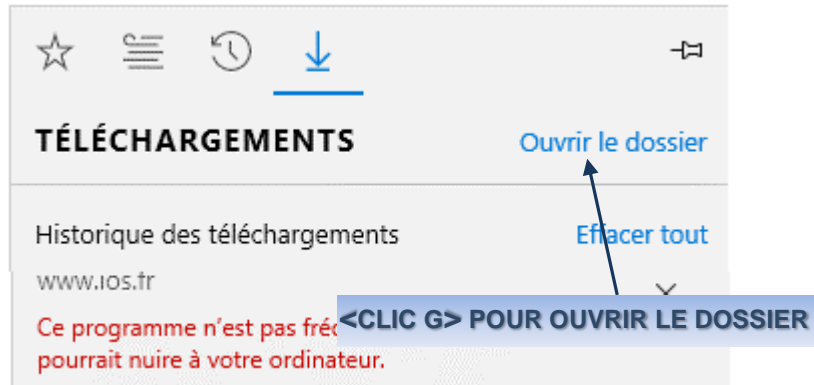 TÉLÉCHARGEMENTS Ouvrir le dossier
Historique des téléchargements Effacer tout
www.ios.fr
<CLIC G> POUR OUVRIR LE DOSSIER
Ce programme n'est pas
pourrait nuire à votre ordinateur.